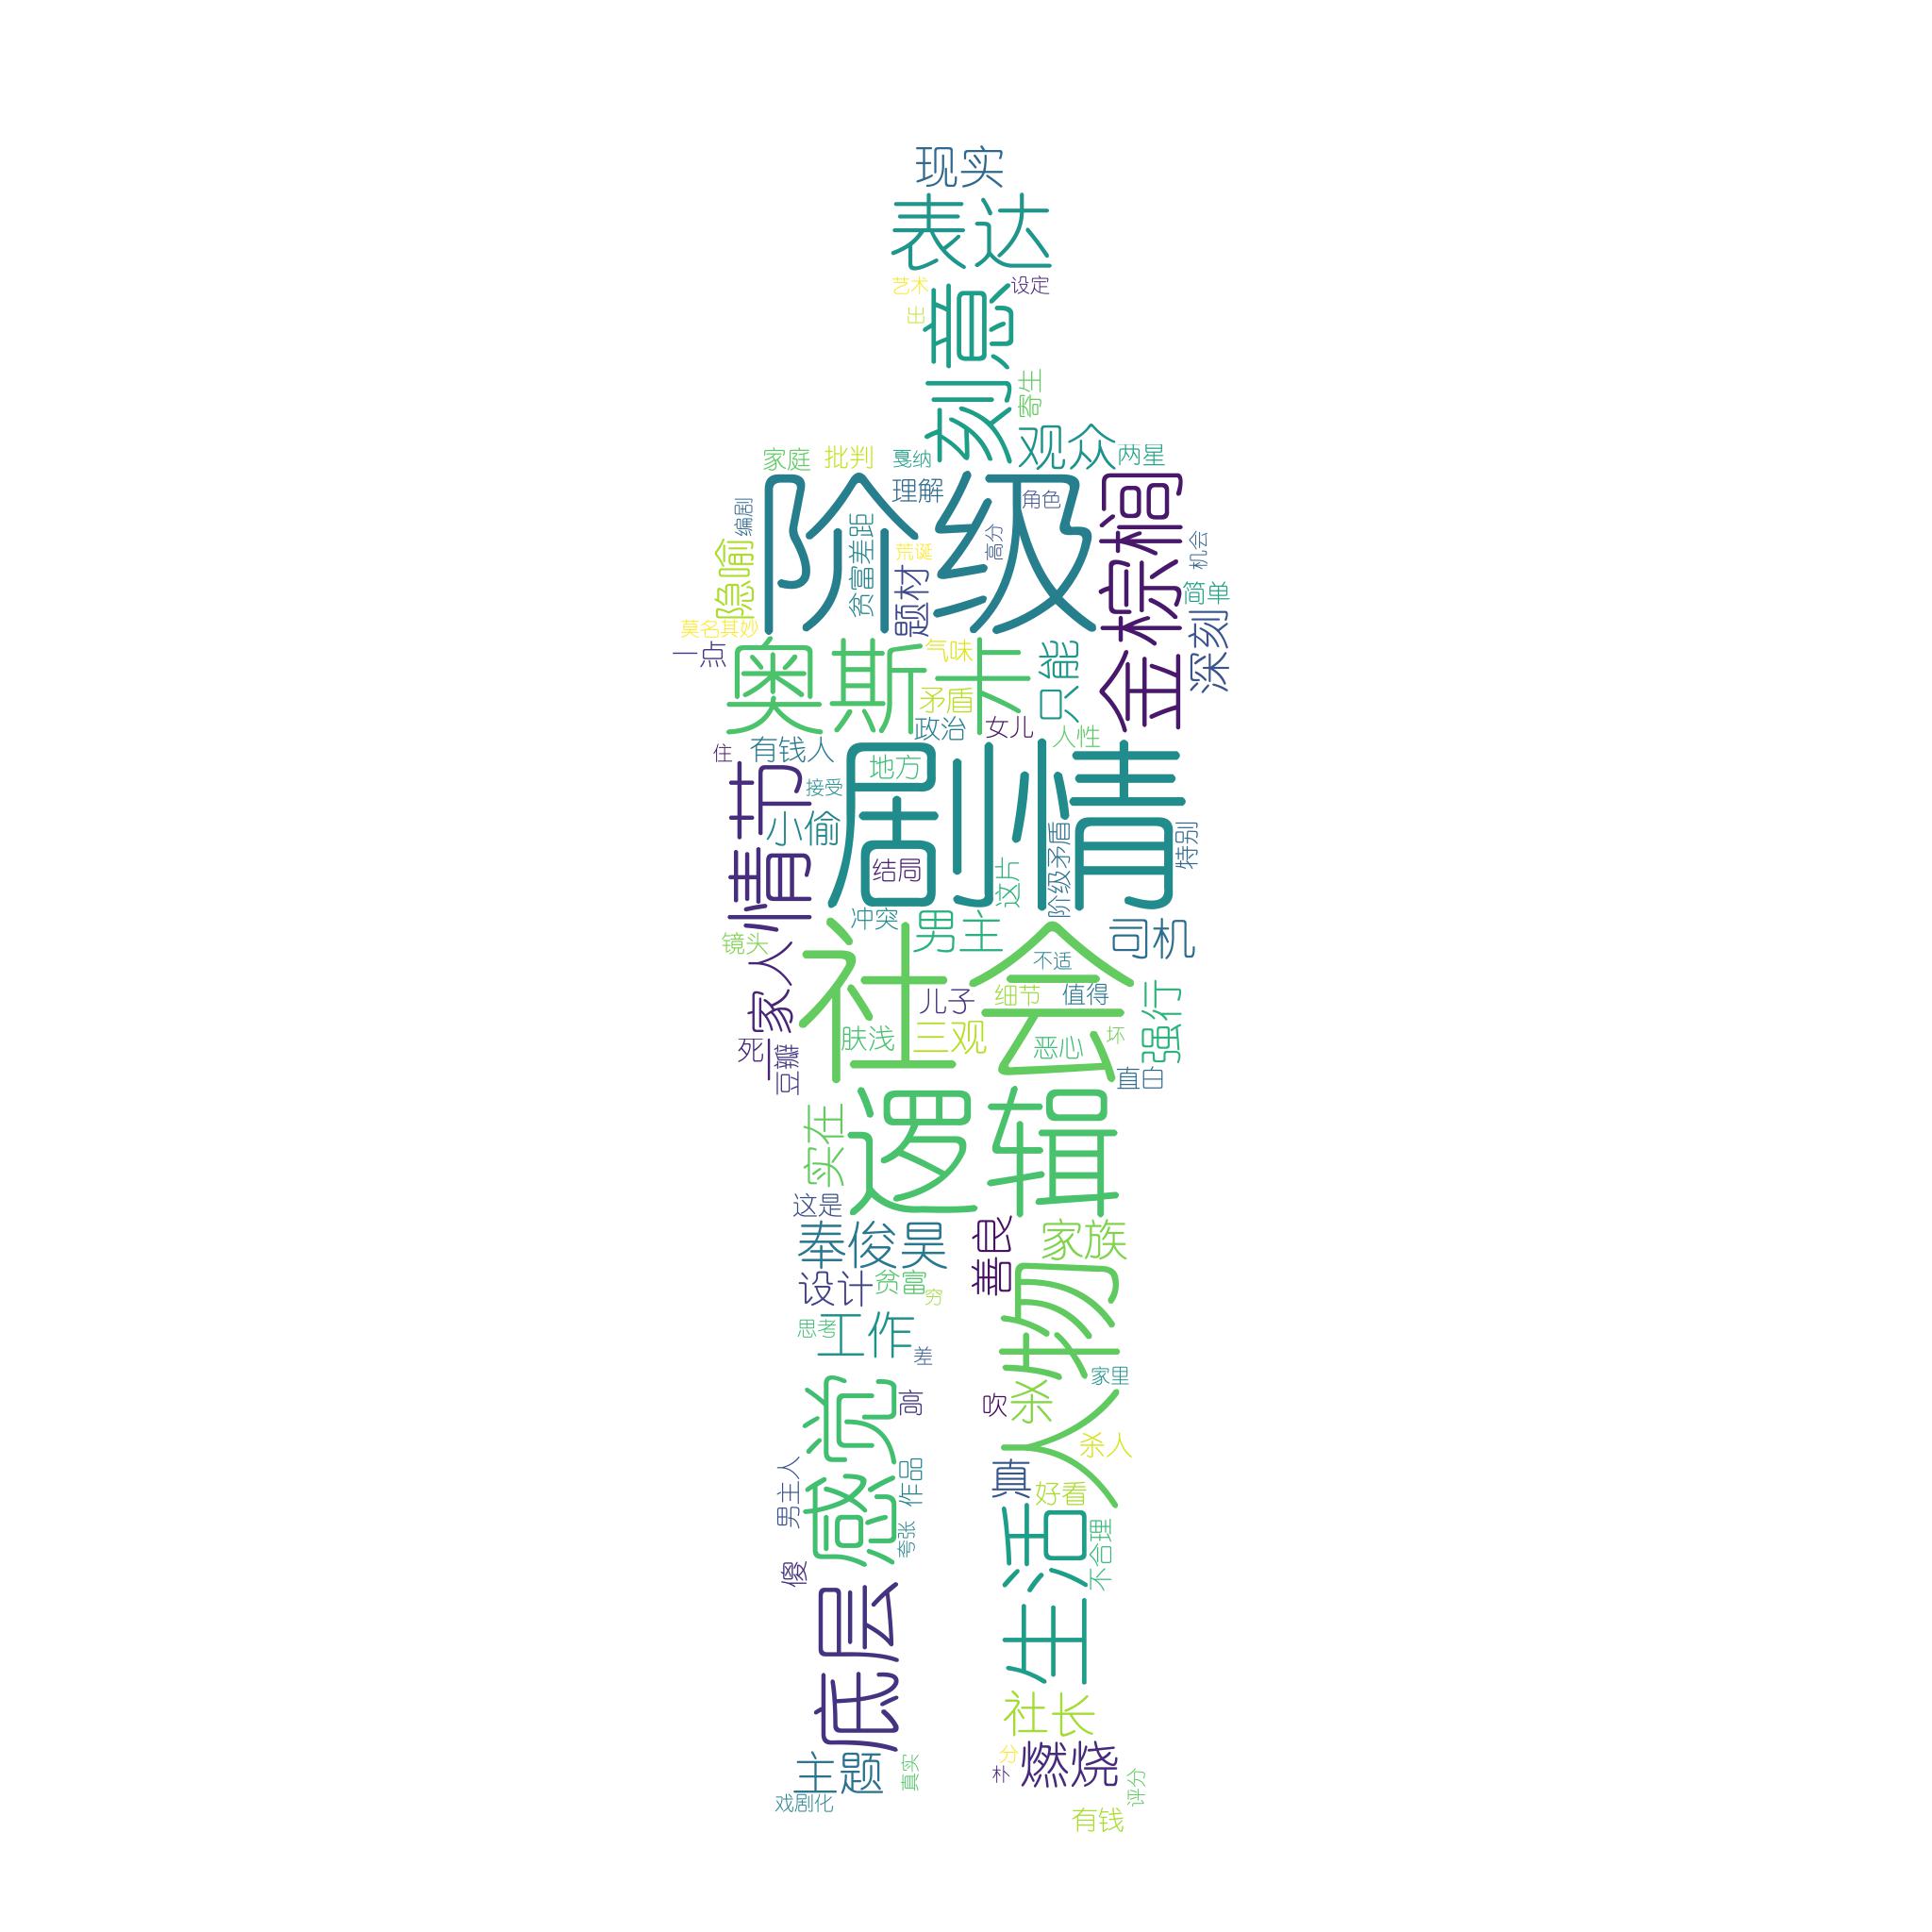 现实
表达
艺术
设定
出
刻意
寄生
观众
两星
家庭
批判
戛纳
理解
阶级
角色
金棕榈
编剧
贫富差距
高分
荒诞
机会
隐喻
题材
简单
深刻
莫名其妙
一点
奥斯卡
气味
只能
矛盾
政治
女儿
人性
住
有钱人
剧情
地方
情节
接受
小偷
阶级矛盾
特别
结局
这片
冲突
男主
司机
镜头
社会
不适
一家人
儿子
细节
值得
强行
肤浅
三观
恶心
坏
死
豆瓣
直白
逻辑
实在
这是
奉俊昊
善良
家族
设计
贫富
穷
人物
思考
工作
差
家里
感觉
高
吹
杀
杀人
男主人
作品
真
好看
夸张
生活
不合理
傻
底层
社长
主题
真实
分
燃烧
朴
评分
戏剧化
有钱